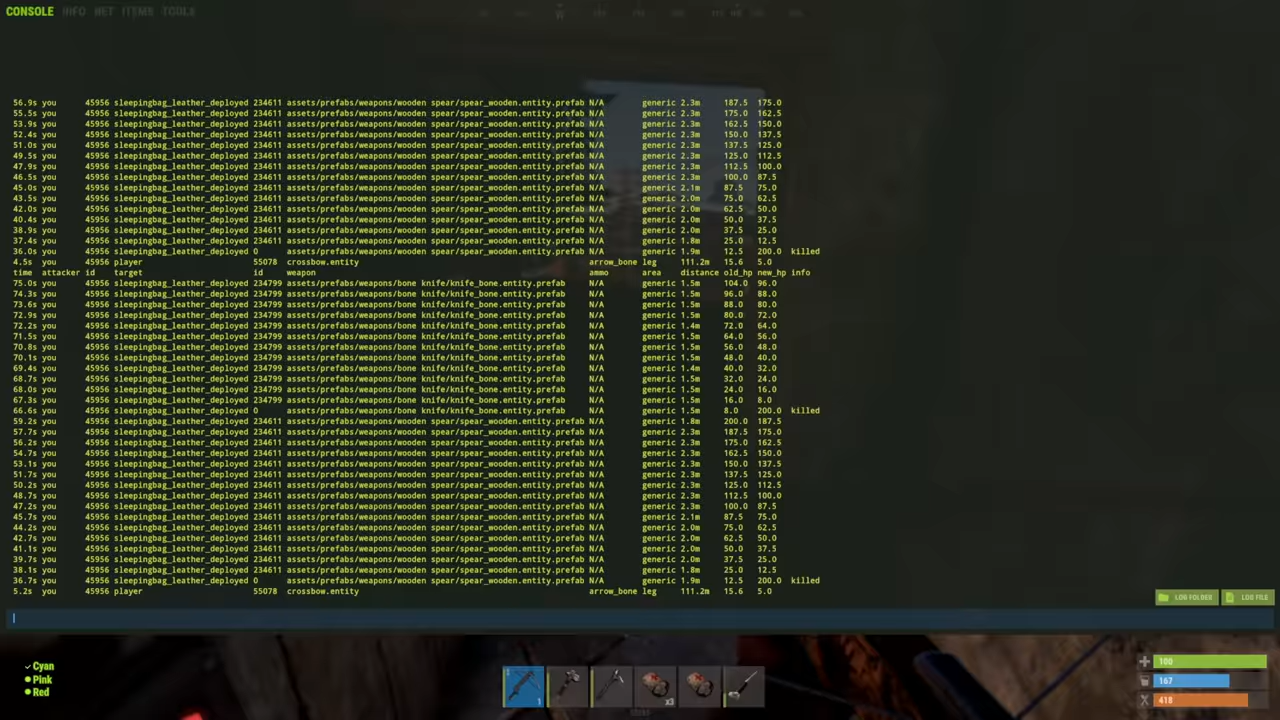 CONSOLE INFO NET ITEMS TOOLS
56.9s you 45956 sleepingbag_leather_deployed 234611 assets/prefabs/weapons/wooden spear/spear_wooden.entity.prefab N/A generic 2.3m 187.5 175.0
55.5s you 45956 sleepingbag_leather_deployed 234611 assets/prefabs/weapons/wooden spear/spear_wooden.entity.prefab N/A generic 2.3m 175.0 162.5
53.9s you 45956 sleepingbag_leather_deployed 234611 assets/prefabs/weapons/wooden spear/spear_wooden.entity.prefab N/A generic 2.3m 162.5 150.0
52.4s you 45956 sleepingbag_leather_deployed 234611 assets/prefabs/weapons/wooden spear/spear_wooden.entity.prefab N/A generic 2.3m 150.0 137.5
51.0s you 45956 sleepingbag_leather_deployed 234611 assets/prefabs/weapons/wooden spear/spear_wooden.entity.prefab N/A generic 2.3m 137.5 125.0
49.5s you 45956 sleepingbag_leather_deployed 234611 assets/prefabs/weapons/wooden spear/spear_wooden.entity.prefab N/A generic 2.3m 125.0 112.5
47.9s you 45956 sleepingbag_leather_deployed 234611 assets/prefabs/weapons/wooden spear/spear_wooden.entity.prefab N/A generic 2.3m 112.5 100.0
46.5s you 45956 sleepingbag_leather_deployed 234611 assets/prefabs/weapons/wooden spear/spear_wooden.entity.prefab N/A generic 2.3m 100.0 87.5
45.0s you 45956 sleepingbag_leather_deployed 234611 assets/prefabs/weapons/wooden spear/spear_wooden.entity.prefab N/A generic 2.1m 87.5 75.0
43.5s you 45956 sleepingbag_leather_deployed 234611 assets/prefabs/weapons/wooden spear/spear_wooden.entity.prefab N/A generic 2.0m 75.0 62.5
42.0s you 45956 sleepingbag_leather_deployed 234611 assets/prefabs/weapons/wooden spear/spear_wooden.entity.prefab N/A generic 2.0m 62.5 50.0
40.4s you 45956 sleepingbag_leather_deployed 234611 assets/prefabs/weapons/wooden spear/spear_wooden.entity.prefab N/A generic 2.0m 50.0 37.5
38.9s you 45956 sleepingbag_leather_deployed 234611 assets/prefabs/weapons/wooden spear/spear_wooden.entity.prefab N/A generic 2.0m 37.5 25.0
37.4s you 45956 sleepingbag_leather_deployed 234611 assets/prefabs/weapons/wooden spear/spear_wooden.entity.prefab N/A generic 1.8m 25.0 12.5
36.0s you 45956 sleepingbag_leather_deployed 0 assets/prefabs/weapons/wooden spear/spear_wooden.entity.prefab N/A generic 1.9m 12.5 200.0 killed
4.5s you 45956 player 55078 crossbow.entity arrow_bone leg 111.2m 15.6 5.0
time attacker id target id weapon ammo area distance old_hp new_hp info
75.0s you 45956 sleepingbag_leather_deployed 234799 assets/prefabs/weapons/bone knife/knife_bone.entity.prefab N/A generic 1.5m 104.0 96.0
74.3s you 45956 sleepingbag_leather_deployed 234799 assets/prefabs/weapons/bone knife/knife_bone.entity.prefab N/A generic 1.5m 96.0 88.0
73.6s you 45956 sleepingbag_leather_deployed 234799 assets/prefabs/weapons/bone knife/knife_bone.entity.prefab N/A generic 1.5m 88.0 80.0
72.9s you 45956 sleepingbag_leather_deployed 234799 assets/prefabs/weapons/bone knife/knife_bone.entity.prefab N/A generic 1.5m 80.0 72.0
72.2s you 45956 sleepingbag_leather_deployed 234799 assets/prefabs/weapons/bone knife/knife_bone.entity.prefab N/A generic 1.4m 72.0 64.0
71.5s you 45956 sleepingbag_leather_deployed 234799 assets/prefabs/weapons/bone knife/knife_bone.entity.prefab N/A generic 1.5m 64.0 56.0
70.8s you 45956 sleepingbag_leather_deployed 234799 assets/prefabs/weapons/bone knife/knife_bone.entity.prefab N/A generic 1.5m 56.0 48.0
70.1s you 45956 sleepingbag_leather_deployed 234799 assets/prefabs/weapons/bone knife/knife_bone.entity.prefab N/A generic 1.5m 48.0 40.0
69.4s you 45956 sleepingbag_leather_deployed 234799 assets/prefabs/weapons/bone knife/knife_bone.entity.prefab N/A generic 1.4m 40.0 32.0
68.7s you 45956 sleepingbag_leather_deployed 234799 assets/prefabs/weapons/bone knife/knife_bone.entity.prefab N/A generic 1.5m 32.0 24.0
68.0s you 45956 sleepingbag_leather_deployed 234799 assets/prefabs/weapons/bone knife/knife_bone.entity.prefab N/A generic 1.5m 24.0 16.0
67.3s you 45956 sleepingbag_leather_deployed 234799 assets/prefabs/weapons/bone knife/knife_bone.entity.prefab N/A generic 1.5m 16.0 8.0
66.6s you 45956 sleepingbag_leather_deployed 0 assets/prefabs/weapons/bone knife/knife_bone.entity.prefab N/A generic 1.5m 8.0 200.0 killed
59.2s you 45956 sleepingbag_leather_deployed 234611 assets/prefabs/weapons/wooden spear/spear_wooden.entity.prefab N/A generic 1.8m 200.0 187.5
57.7s you 45956 sleepingbag_leather_deployed 234611 assets/prefabs/weapons/wooden spear/spear_wooden.entity.prefab N/A generic 2.3m 187.5 175.0
56.2s you 45956 sleepingbag_leather_deployed 234611 assets/prefabs/weapons/wooden spear/spear_wooden.entity.prefab N/A generic 2.3m 175.0 162.5
54.7s you 45956 sleepingbag_leather_deployed 234611 assets/prefabs/weapons/wooden spear/spear_wooden.entity.prefab N/A generic 2.3m 162.5 150.0
53.1s you 45956 sleepingbag_leather_deployed 234611 assets/prefabs/weapons/wooden spear/spear_wooden.entity.prefab N/A generic 2.3m 150.0 137.5
51.7s you 45956 sleepingbag_leather_deployed 234611 assets/prefabs/weapons/wooden spear/spear_wooden.entity.prefab N/A generic 2.3m 137.5 125.0
50.2s you 45956 sleepingbag_leather_deployed 234611 assets/prefabs/weapons/wooden spear/spear_wooden.entity.prefab N/A generic 2.3m 125.0 112.5
48.7s you 45956 sleepingbag_leather_deployed 234611 assets/prefabs/weapons/wooden spear/spear_wooden.entity.prefab N/A generic 2.3m 112.5 100.0
47.2s you 45956 sleepingbag_leather_deployed 234611 assets/prefabs/weapons/wooden spear/spear_wooden.entity.prefab N/A generic 2.3m 100.0 87.5
45.7s you 45956 sleepingbag_leather_deployed 234611 assets/prefabs/weapons/wooden spear/spear_wooden.entity.prefab N/A generic 2.1m 87.5 75.0
44.2s you 45956 sleepingbag_leather_deployed 234611 assets/prefabs/weapons/wooden spear/spear_wooden.entity.prefab N/A generic 2.0m 75.0 62.5
42.7s you 45956 sleepingbag_leather_deployed 234611 assets/prefabs/weapons/wooden spear/spear_wooden.entity.prefab N/A generic 2.0m 62.5 50.0
41.1s you 45956 sleepingbag_leather_deployed 234611 assets/prefabs/weapons/wooden spear/spear_wooden.entity.prefab N/A generic 2.0m 50.0 37.5
39.7s you 45956 sleepingbag_leather_deployed 234611 assets/prefabs/weapons/wooden spear/spear_wooden.entity.prefab N/A generic 2.0m 37.5 25.0
38.1s you 45956 sleepingbag_leather_deployed 234611 assets/prefabs/weapons/wooden spear/spear_wooden.entity.prefab N/A generic 1.8m 25.0 12.5
36.7s you 45956 sleepingbag_leather_deployed 0 assets/prefabs/weapons/wooden spear/spear_wooden.entity.prefab N/A generic 1.9m 12.5 200.0 killed
5.2s you 45956 player 55078 crossbow.entity arrow_bone leg 111.2m 15.6 5.0
LOG FOLDER LOG FILE
Cyan
Pink
Red
1
x3
100
167
418